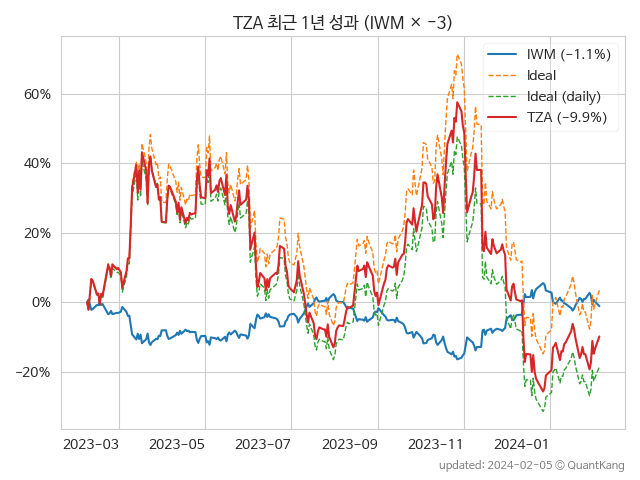 TZA 최근 1년 성과 (IWM × −3)
IWM (−1.1%)
Ideal
Ideal (daily)
TZA (−9.9%)
60%
40%
20%
0%
−20%
2023−03
2023−05
2023−07
2023−09
2023−11
2024−01
updated: 2024−02−05 ⓒ QuantKang